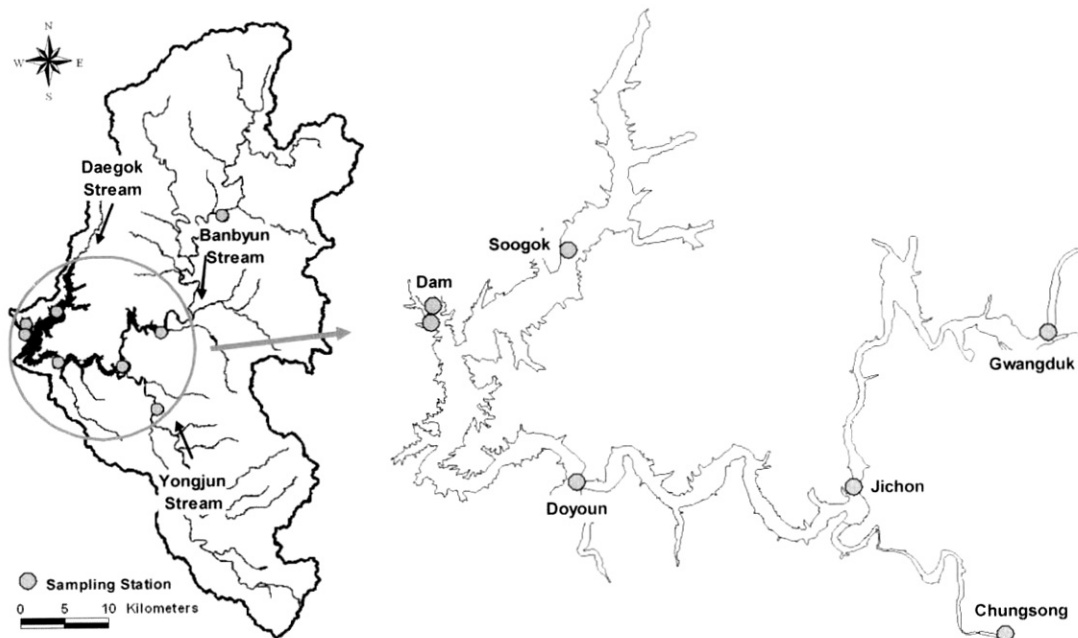 N
W E
S
Daegok
Stream
Banbyun
Stream
Yongjun
Stream
Sampling Station
0 5 10 Kilometers
Soogok
Dam
Gwangduk
Jichon
Doyoun
Chungsong